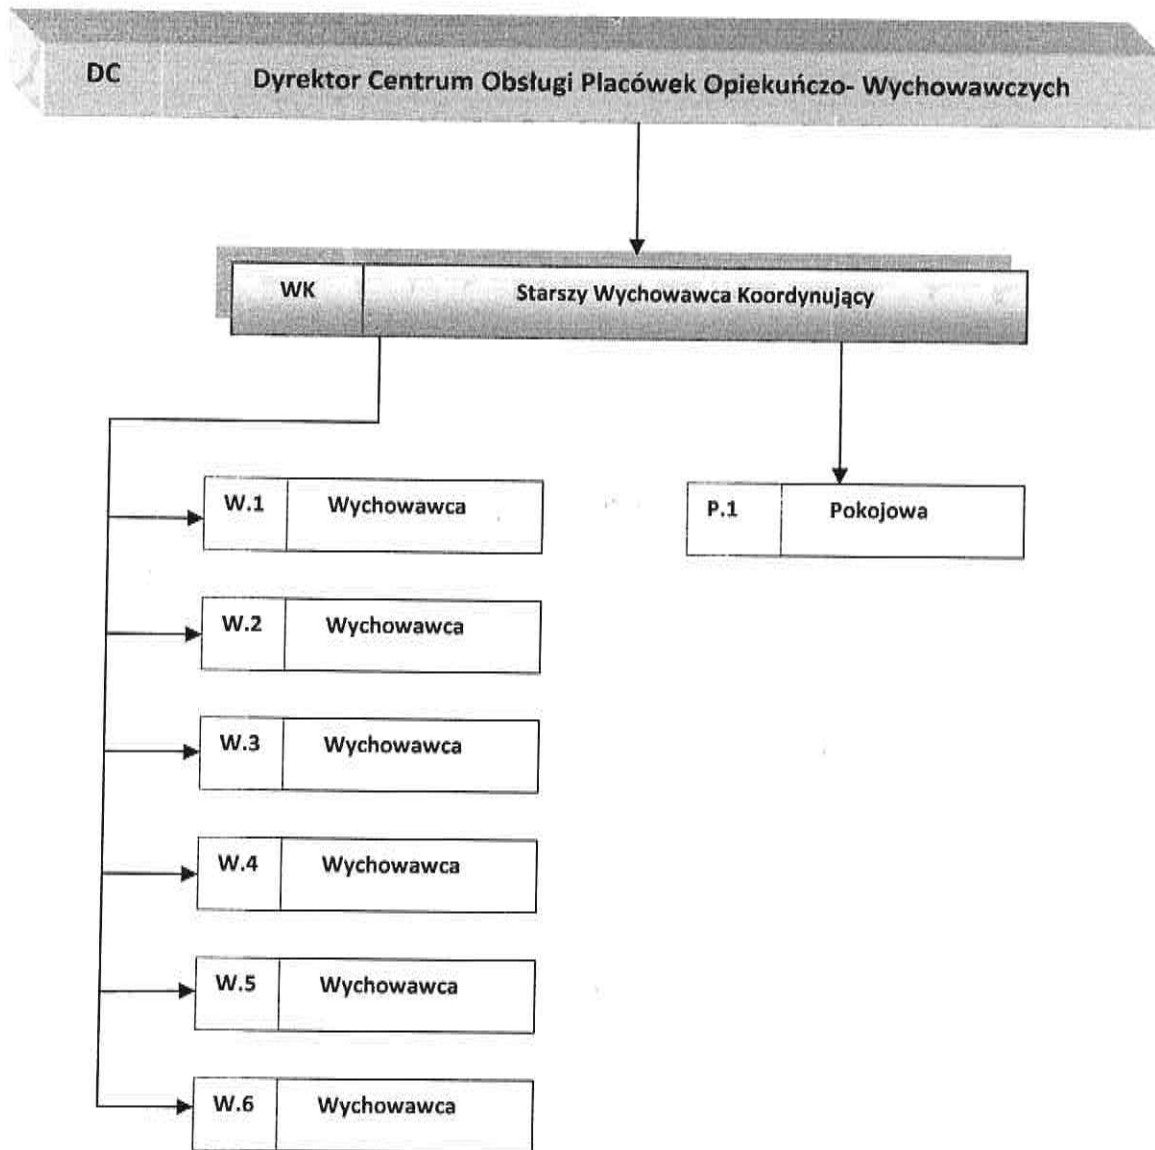 DC Dyrektor Centrum Obsługi Placówek Opiekuńczo- Wychowawczych
WK Starszy Wychowawca Koordynujący
W.1 Wychowawca
P.1 Pokojowa
W.2 Wychowawca
W.3 Wychowawca
W.4 Wychowawca
W.5 Wychowawca
W.6 Wychowawca